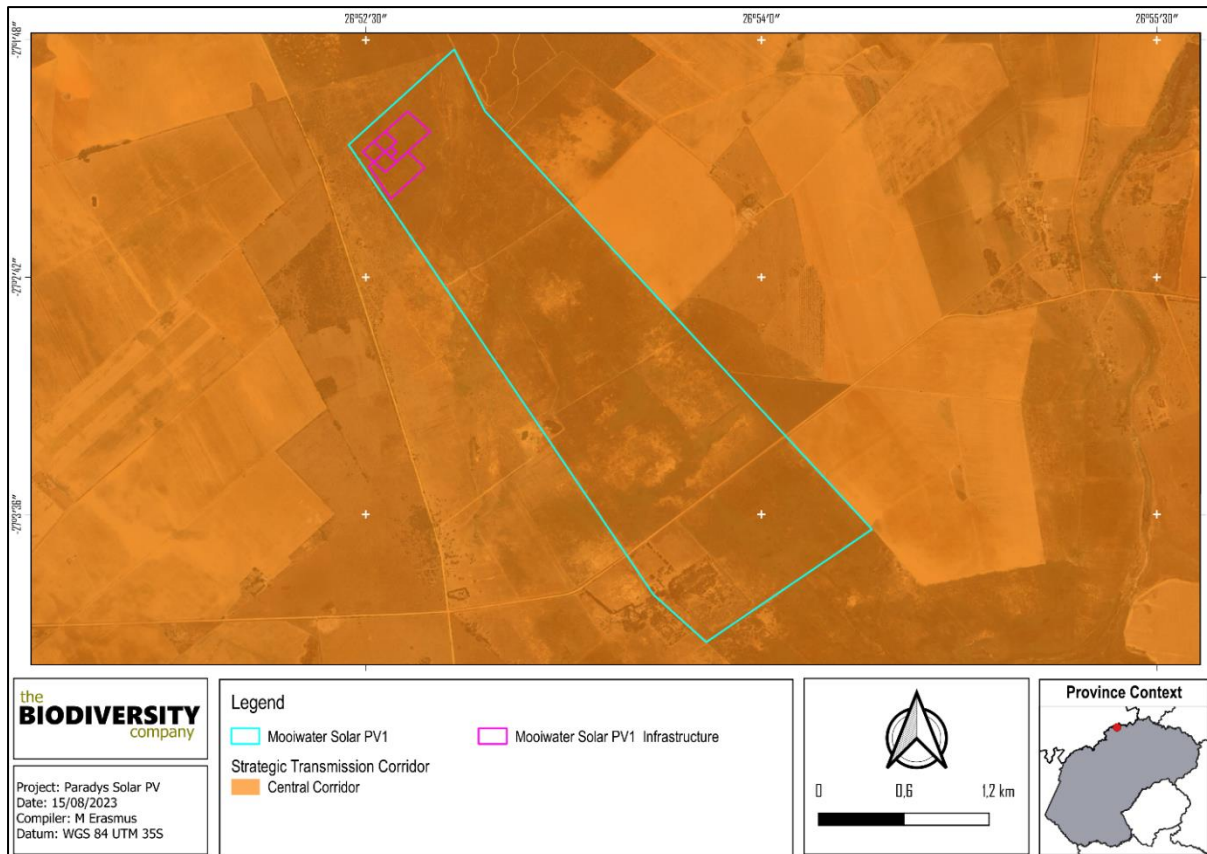 26°52'30"
26°54'0"
26°55'30"
-27°1'48"
-27°2'42"
-27°3'36"
the
BIODIVERSITY
company
Project: Paradys Solar PV
Date: 15/08/2023
Compiler: M Erasmus
Datum: WGS 84 UTM 35S
Legend
Mooiwater Solar PV1
Mooiwater Solar PV1 Infrastructure
Strategic Transmission Corridor
Central Corridor
0 0,6 1,2 km
Province Context